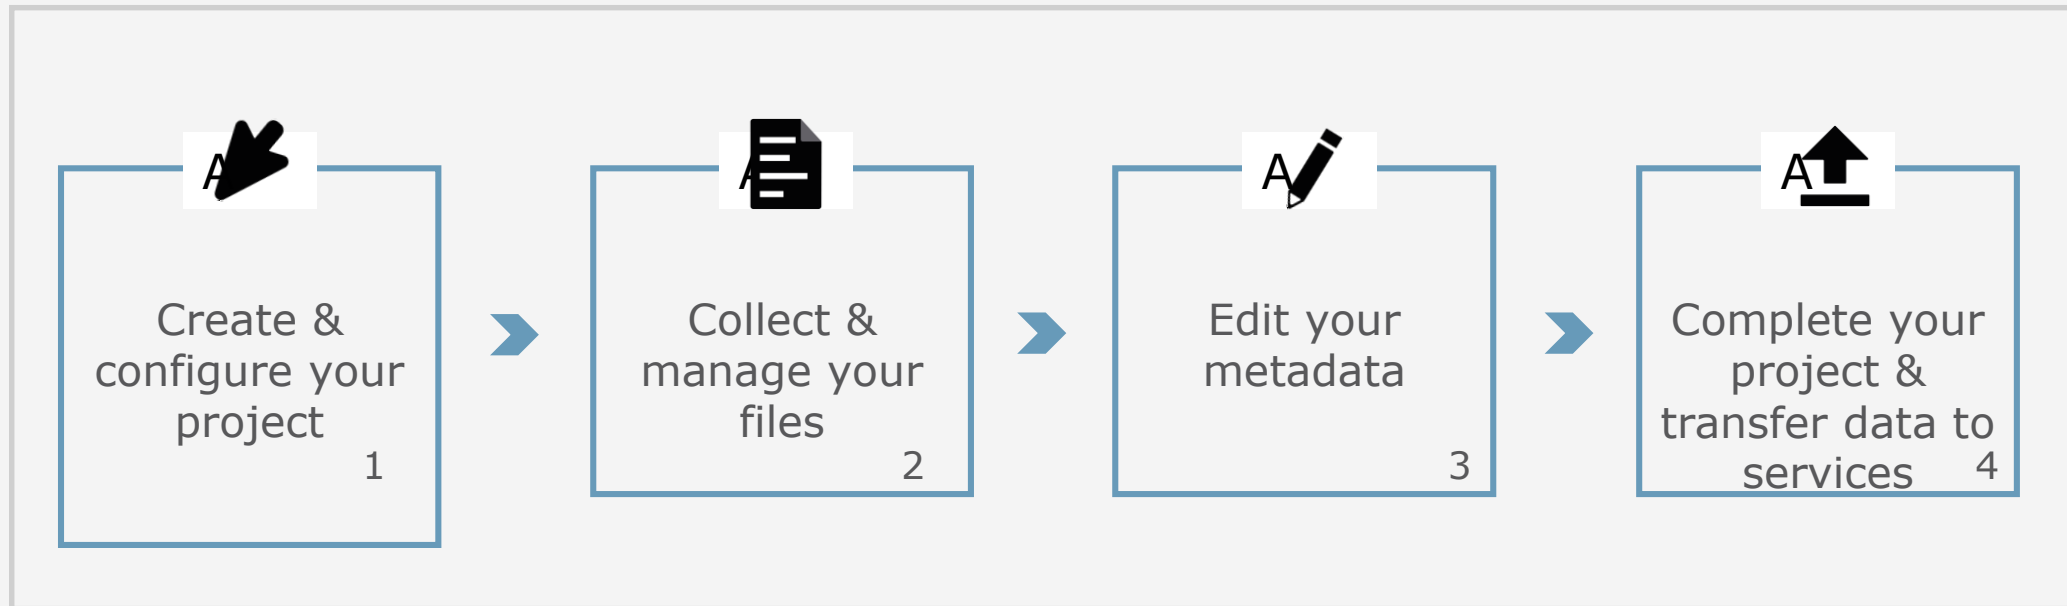 A
Create &
configure your
project
1
A
Collect &
manage your
files
2
A
Edit your
metadata
3
A
Complete your
project &
transfer data to
services 4